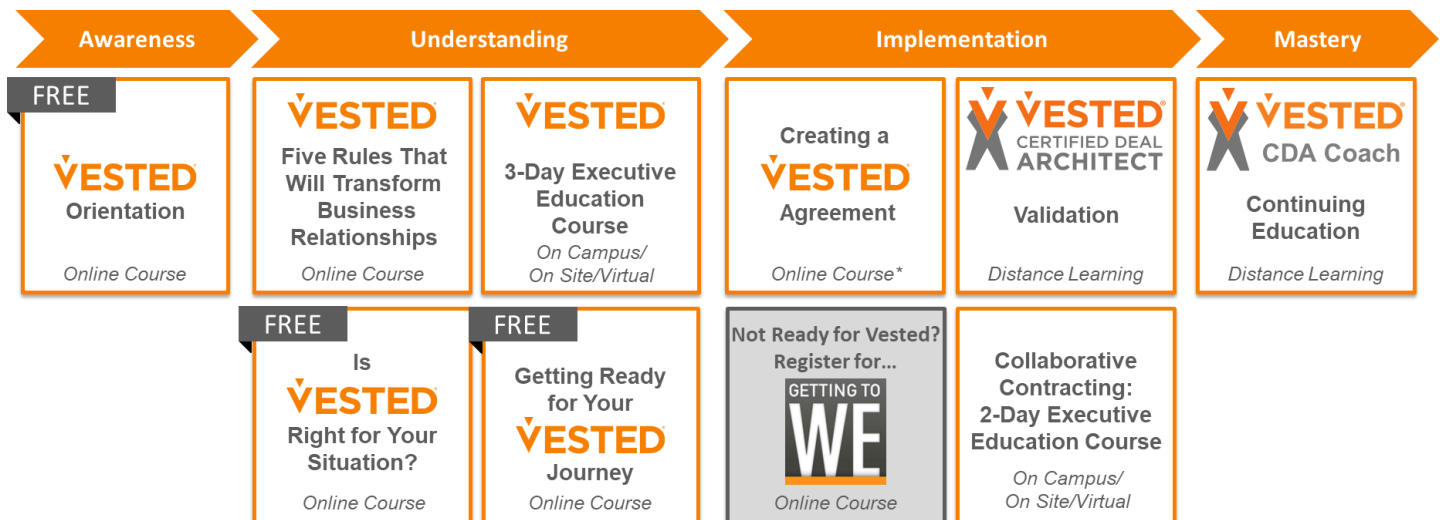 Awareness
Understanding
Implementation
Mastery
FREE
VESTED®
Orientation
Online Course
VESTED®
Five Rules That
Will Transform
Business
Relationships
Online Course
VESTED®
3-Day Executive
Education
Course
On Campus/
On Site/Virtual
Creating a
VESTED®
Agreement
Online Course*
VESTED®
CERTIFIED DEAL
ARCHITECT
Validation
Distance Learning
VESTED®
CDA Coach
Continuing
Education
Distance Learning
FREE
Is
VESTED®
Right for Your
Situation?
Online Course
FREE
Getting Ready
for Your
VESTED®
Journey
Online Course
Not Ready for Vested?
Register for...
GETTING TO
WE
Online Course
Collaborative
Contracting:
2-Day Executive
Education Course
On Campus/
On Site/Virtual